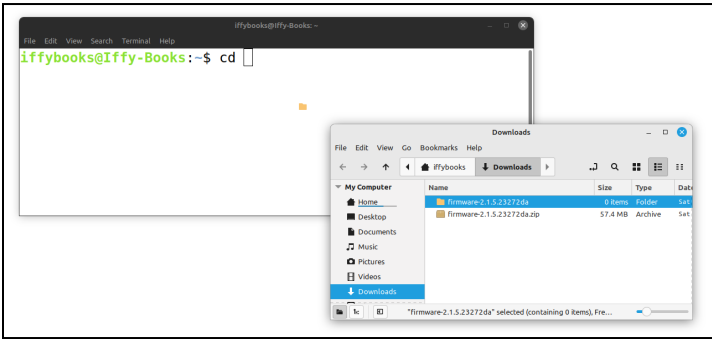 iffybooks@Iffy-Books: ~
File Edit View Search Terminal Help
iffybooks@Iffy-Books:~$ cd
Downloads
File Edit View Go Bookmarks Help
iffybooks Downloads
My Computer
Home
Desktop
Documents
Music
Pictures
Videos
Downloads
Name Size Type Date
firmware-2.1.5.23272da 0 items Folder Sat
firmware-2.1.5.23272da.zip 57.4 MB Archive Sat
"firmware-2.1.5.23272da" selected (containing 0 items), Fre...